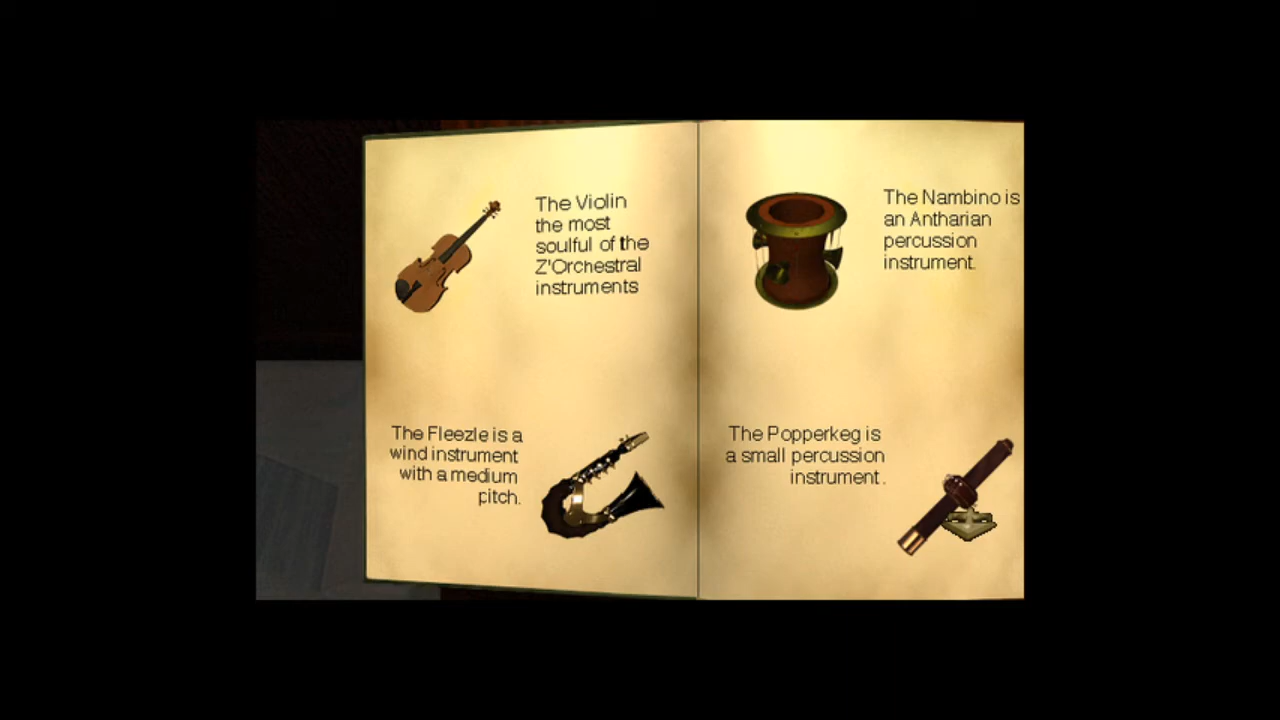 The Violin
the most
soulful of the
Z'Orchestral
instruments
The Fleezle is a
wind instrument
with a medium
pitch.
The Nambino is
an Antharian
percussion
instrument.
The Popperkeg is
a small percussion
instrument.